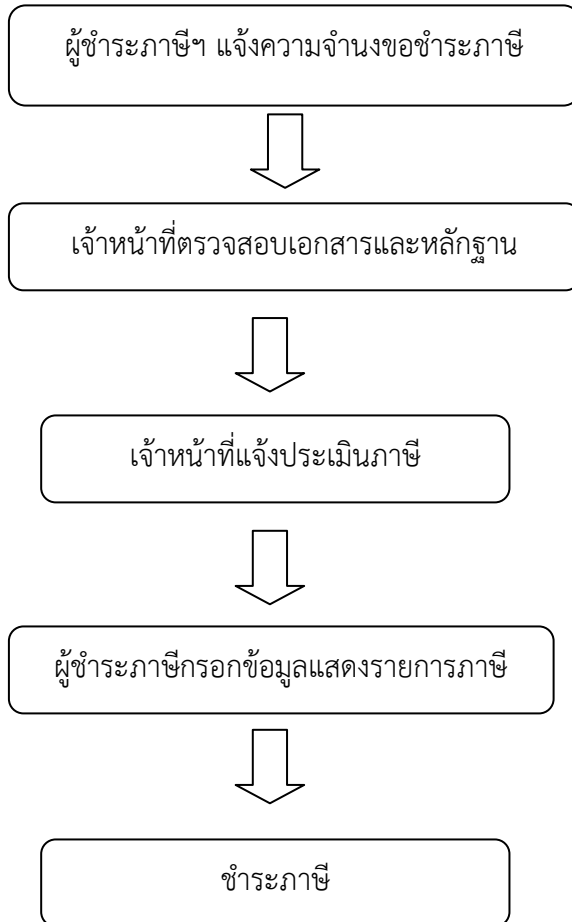 ผู้ชำระภาษีฯ แจ้งความจำนงขอชำระภาษี
เจ้าหน้าที่ตรวจสอบเอกสารและหลักฐาน
เจ้าหน้าที่แจ้งประเมินภาษี
ผู้ชำระภาษีกรอกข้อมูลแสดงรายการภาษี
ชำระภาษี